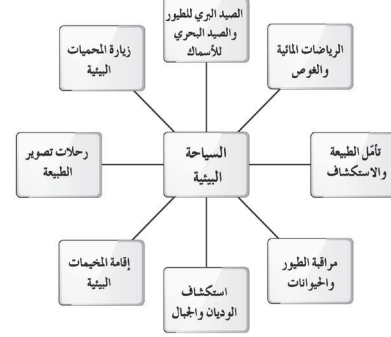 الصيد البري للطيور
والصيد البحري
للأسماك
الرياضات المائية
والغوص
زيارة المحميات
البيئية
تأمّل الطبيعة
والاستكشاف
السياحة
البيئية
رحلات تصوير
الطبيعة
مراقبة الطيور
والحيوانات
إقامة المخيمات
البيئية
استكشاف
الوديان والجبال